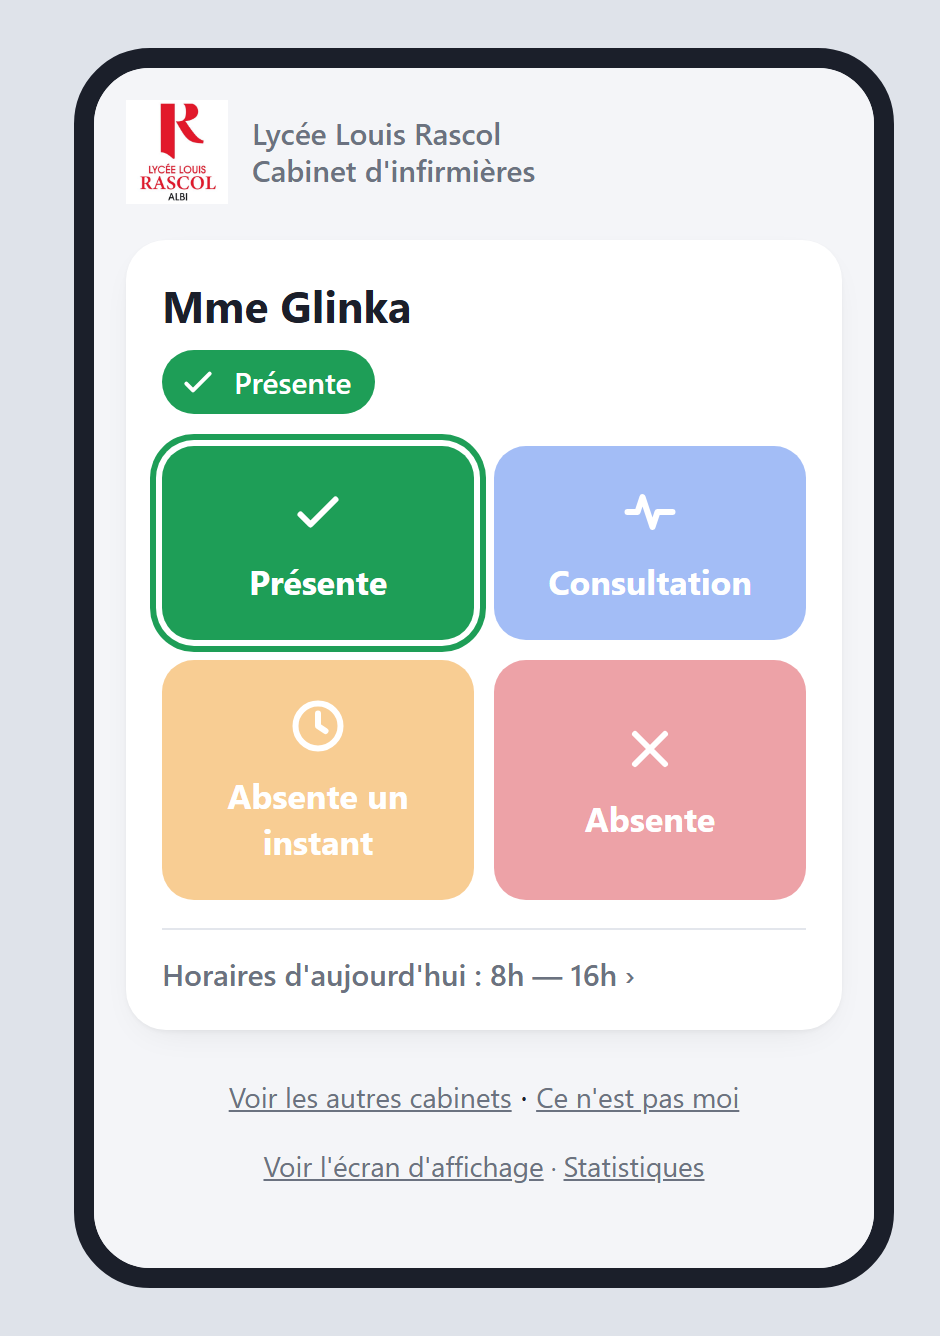 LYCÉE LOUIS
RASCOL
ALBI
Lycée Louis Rascol
Cabinet d'infirmières
Mme Glinka
Présente
Présente
Consultation
Absente un
instant
Absente
Horaires d'aujourd'hui : 8h — 16h ›
Voir les autres cabinets · Ce n'est pas moi
Voir l'écran d'affichage · Statistiques